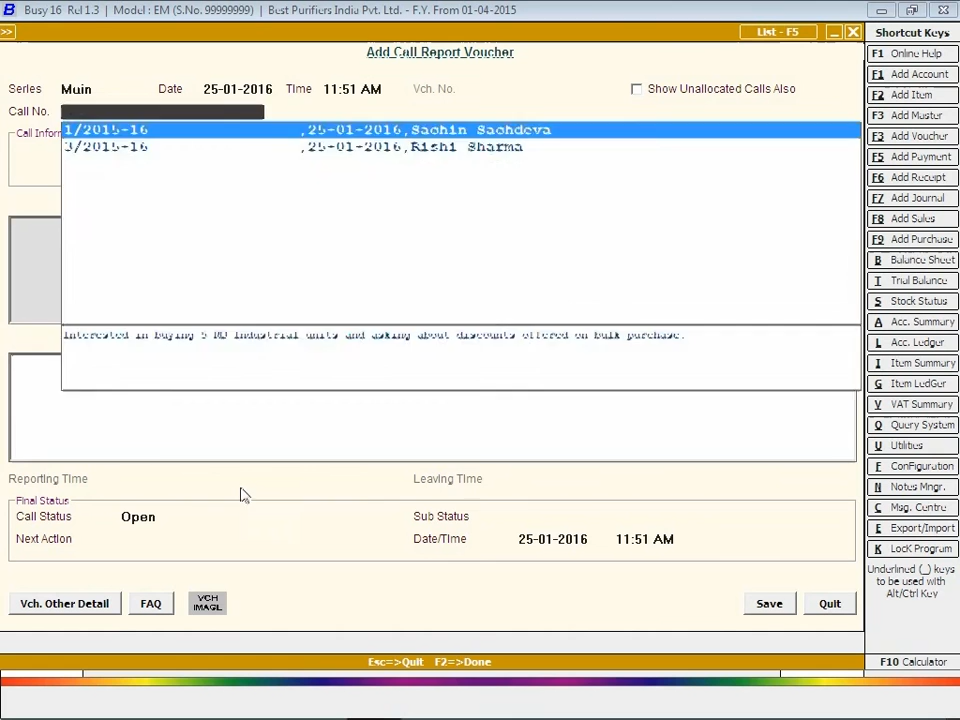 Busy 16 Rel 1.3 | Model : EM (S.No. 99999999) | Best Purifiers India Pvt. Ltd. - F.Y. From 01-04-2015
>>
List - F5
Add Call Report Voucher
Series Main Date 25-01-2016 Time 11:51 AM Vch. No. Show Unallocated Calls Also
Call No.
1/2015-16 ,25-01-2016,Sachin Sachdeva
3/2015-16 ,25-01-2016,Rishi Sharma
Call Inforr
Interested in buying 5 RO Industrial units and asking about discounts offered on bulk purchase.
Reporting Time Leaving Time
Final Status
Call Status Open Sub Status
Next Action Date/Time 25-01-2016 11:51 AM
Vch. Other Detail FAQ VCH IMAGE Save Quit
Esc=>Quit F2=>Done
Shortcut Keys
F1 Online Help
F1 Add Account
F2 Add Item
F3 Add Master
F3 Add Voucher
F5 Add Payment
F6 Add Receipt
F7 Add Journal
F8 Add Sales
F9 Add Purchase
B Balance Sheet
T Trial Balance
S Stock Status
A Acc. Summary
L Acc. Ledger
I Item Summary
G Item LedGer
V VAT Summary
Q Query System
U Utilities
F ConFiguration
N Notes Mngr.
C Msg. Centre
E Export/Import
K LocK Program
Underlined (_) keys
to be used with
Alt/Ctrl Key
F10 Calculator